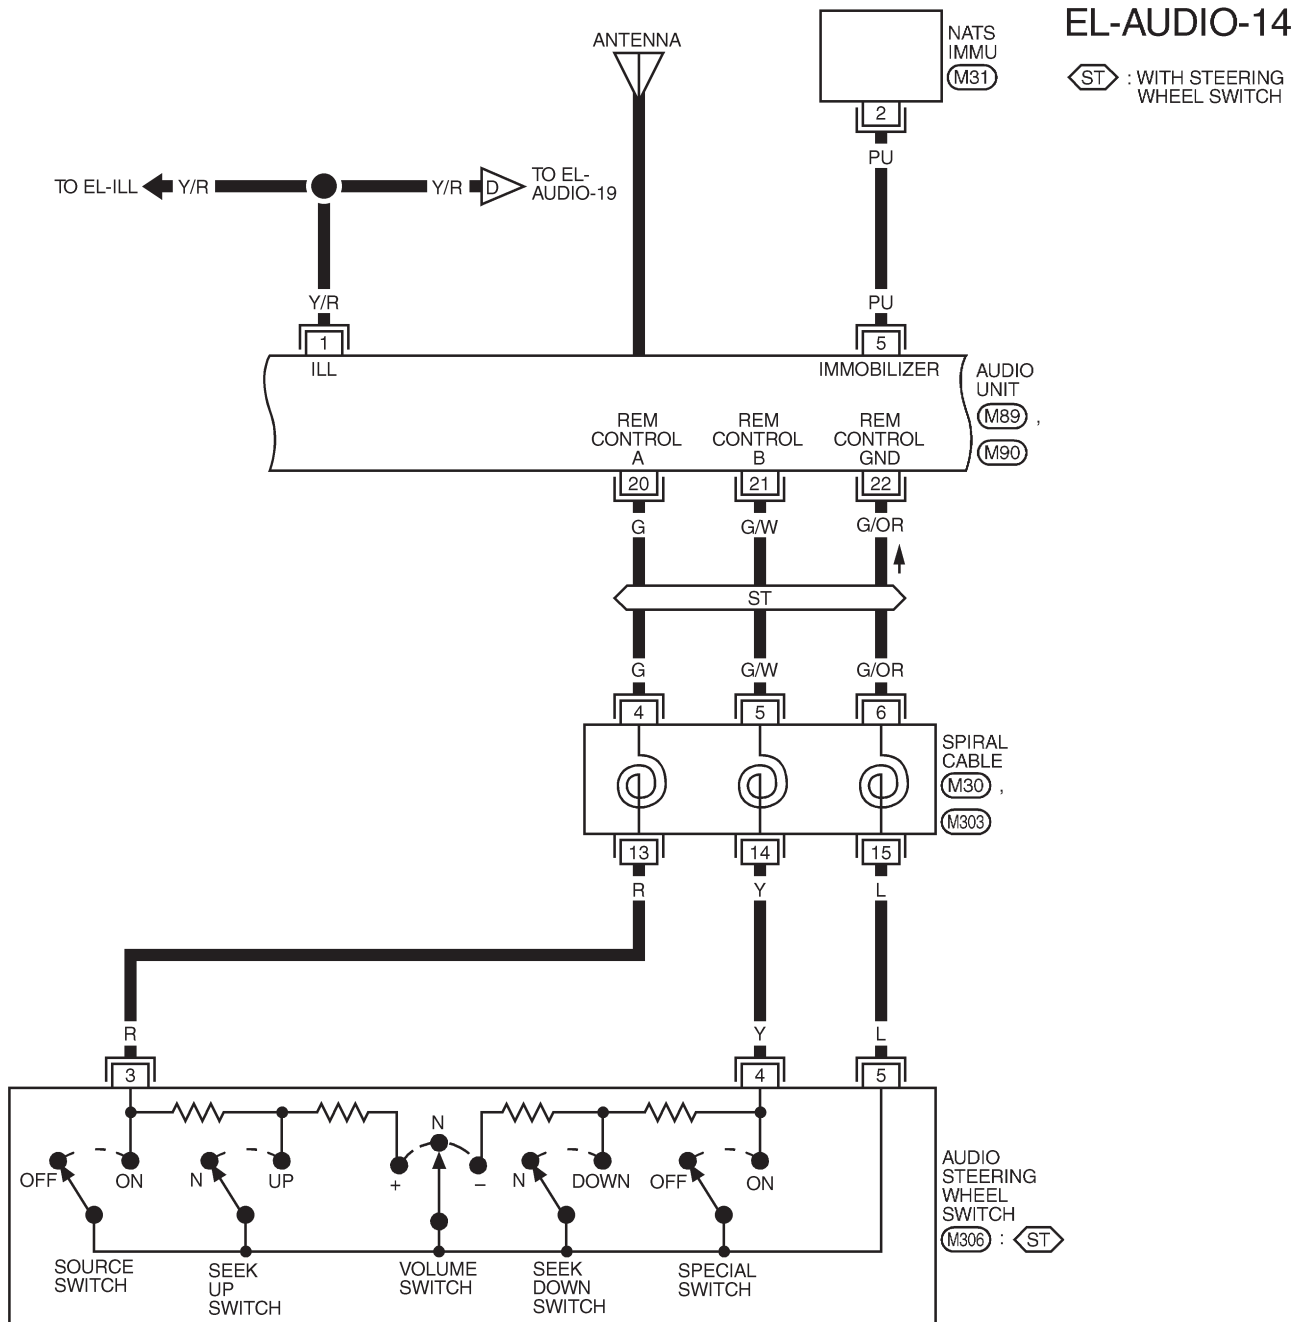 EL-AUDIO-14
ST : WITH STEERING
WHEEL SWITCH
ANTENNA
NATS
IMMU
M31
2
PU
TO EL-ILL Y/R
Y/R D TO EL-
AUDIO-19
Y/R
PU
1
5
ILL
IMMOBILIZER
AUDIO
UNIT
M89 ,
M90
REM
CONTROL
A
REM
CONTROL
B
REM
CONTROL
GND
20
21
22
G
G/W
G/OR
ST
G
G/W
G/OR
4
5
6
SPIRAL
CABLE
M30 ,
M303
13
14
15
R
Y
L
R
Y
L
3
4
5
OFF
ON
N
UP
N
+
–
N
DOWN
OFF
ON
AUDIO
STEERING
WHEEL
SWITCH
M306 : ST
SOURCE
SWITCH
SEEK
UP
SWITCH
VOLUME
SWITCH
SEEK
DOWN
SWITCH
SPECIAL
SWITCH